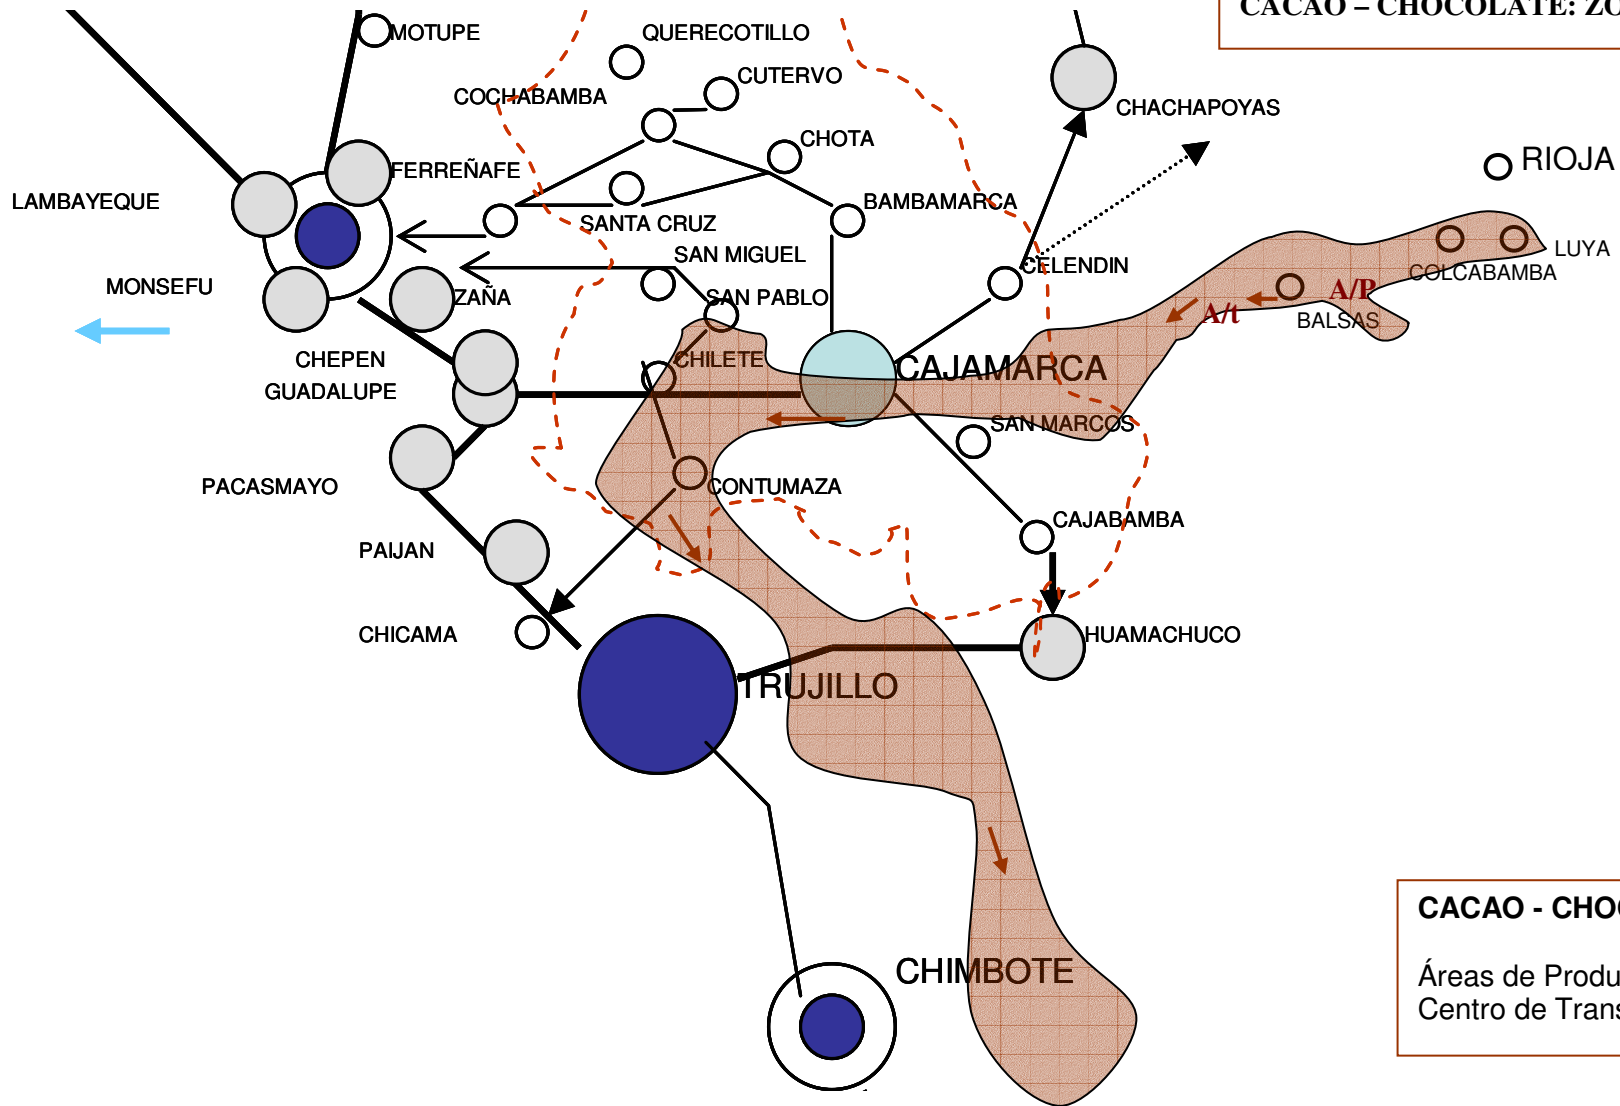 CACAO – CHOCOLATE:
MOTUPE
QUERECOTILLO
CUTERVO
COCHABAMBA
CHACHAPOYAS
CHOTA
RIOJA
FERREÑAFE
LAMBAYEQUE
BAMBAMARCA
SANTA CRUZ
SAN MIGUEL
LUYA
CELENDIN
COLCABAMBA
MONSEFU
ZAÑA
SAN PABLO
A/P
A/t
BALSAS
CHEPEN
CHILETE
CAJAMARCA
GUADALUPE
SAN MARCOS
PACASMAYO
CONTUMAZA
CAJABAMBA
PAIJAN
CHICAMA
HUAMACHUCO
TRUJILLO
CHIMBOTE
CACAO - CHO
Áreas de Produ
Centro de Trans